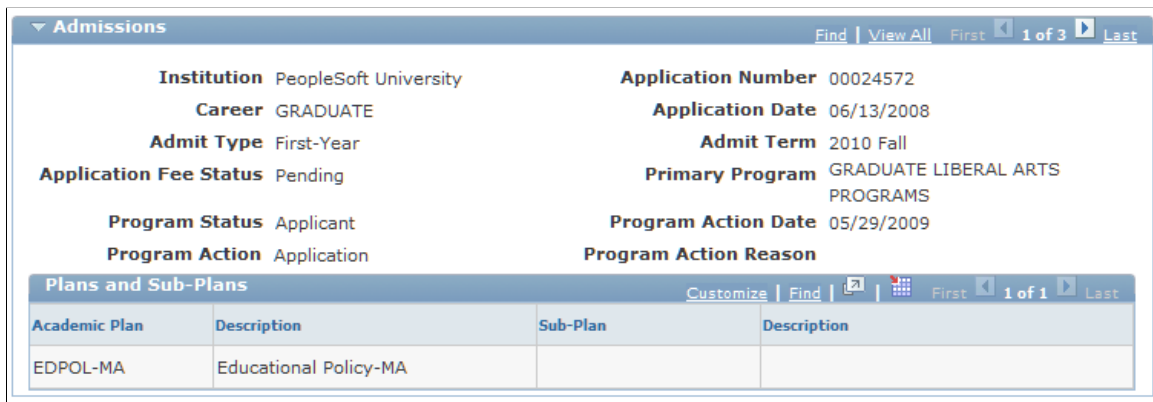 Admissions Find | View All First 1 of 3 Last
Institution PeopleSoft University Application Number 00024572
Career GRADUATE Application Date 06/13/2008
Admit Type First-Year Admit Term 2010 Fall
Application Fee Status Pending Primary Program GRADUATE LIBERAL ARTS
PROGRAMS
Program Status Applicant Program Action Date 05/29/2009
Program Action Application Program Action Reason
Plans and Sub-Plans Customize | Find | | First 1 of 1 Last
Academic Plan Description Sub-Plan Description
EDPOL-MA Educational Policy-MA